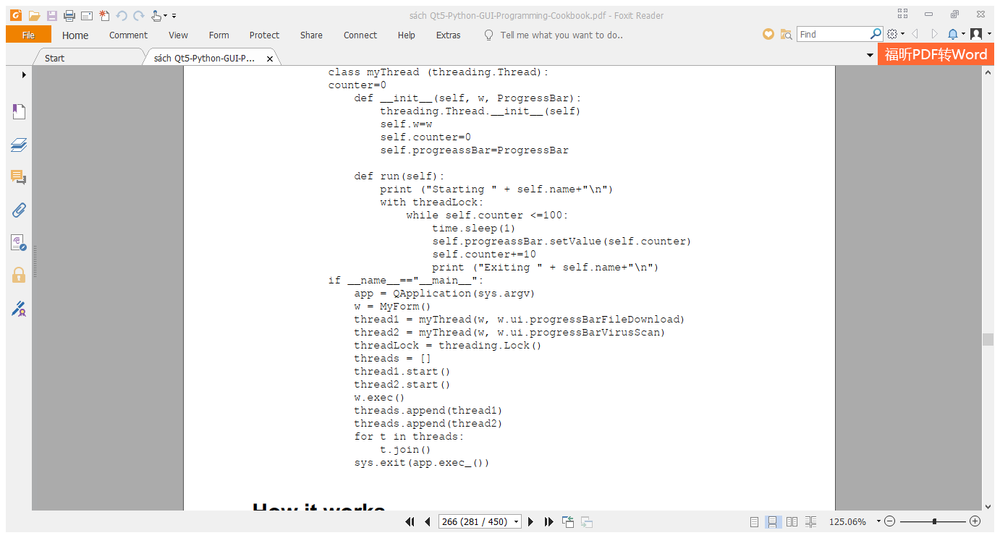 sách Qt5-Python-GUI-Programming-Cookbook.pdf - Foxit Reader
File Home Comment View Form Protect Share Connect Help Extras Tell me what you want to do.. Find
Start sách Qt5-Python-GUI-P... 福昕PDF转Word
class myThread (threading.Thread):
counter=0
    def __init__(self, w, ProgressBar):
        threading.Thread.__init__(self)
        self.w=w
        self.counter=0
        self.progreassBar=ProgressBar
    def run(self):
        print ("Starting " + self.name+"\n")
        with threadLock:
            while self.counter <=100:
                time.sleep(1)
                self.progreassBar.setValue(self.counter)
                self.counter+=10
                print ("Exiting " + self.name+"\n")
if __name__=="__main__":
    app = QApplication(sys.argv)
    w = MyForm()
    thread1 = myThread(w, w.ui.progressBarFileDownload)
    thread2 = myThread(w, w.ui.progressBarVirusScan)
    threadLock = threading.Lock()
    threads = []
    thread1.start()
    thread2.start()
    w.exec()
    threads.append(thread1)
    threads.append(thread2)
    for t in threads:
        t.join()
    sys.exit(app.exec_())
How it works
266 (281 / 450) 125.06%